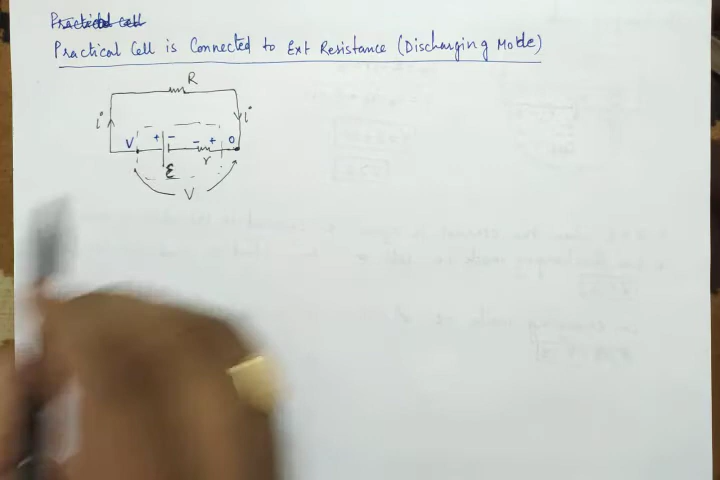 Practical cell
Practical Cell is Connected to Ext Resistance (Discharging Mode)
R
i i
V + - - + 0
ε r
V